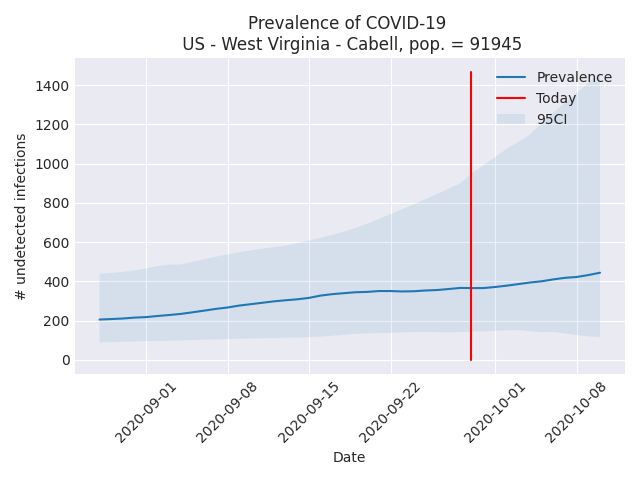 Prevalence of COVID-19
US - West Virginia - Cabell, pop. = 91945
Prevalence
Today
95CI
1400
1200
1000
800
600
400
200
0
# undetected infections
2020-09-01
2020-09-08
2020-09-15
2020-09-22
2020-10-01
2020-10-08
Date